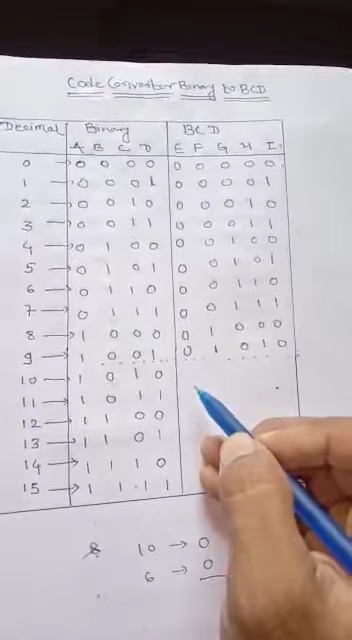 Code Convertor Binary to BCD
Decimal Binary BCD
A B C D E F G H I
0 → 0 0 0 0 0 0 0 0 0
1 → 0 0 0 1 0 0 0 0 1
2 → 0 0 1 0 0 0 0 1 0
3 → 0 0 1 1 0 0 0 1 1
4 → 0 1 0 0 0 0 1 0 0
5 → 0 1 0 1 0 0 1 0 1
6 → 0 1 1 0 0 0 1 1 0
7 → 0 1 1 1 0 0 1 1 1
8 → 1 0 0 0 0 1 0 0 0
9 → 1 0 0 1 0 1 0 1 0
10 → 1 0 1 0
11 → 1 0 1 1
12 → 1 1 0 0
13 → 1 1 0 1
14 → 1 1 1 0
15 → 1 1 1 1
10 → 0
6 → 0